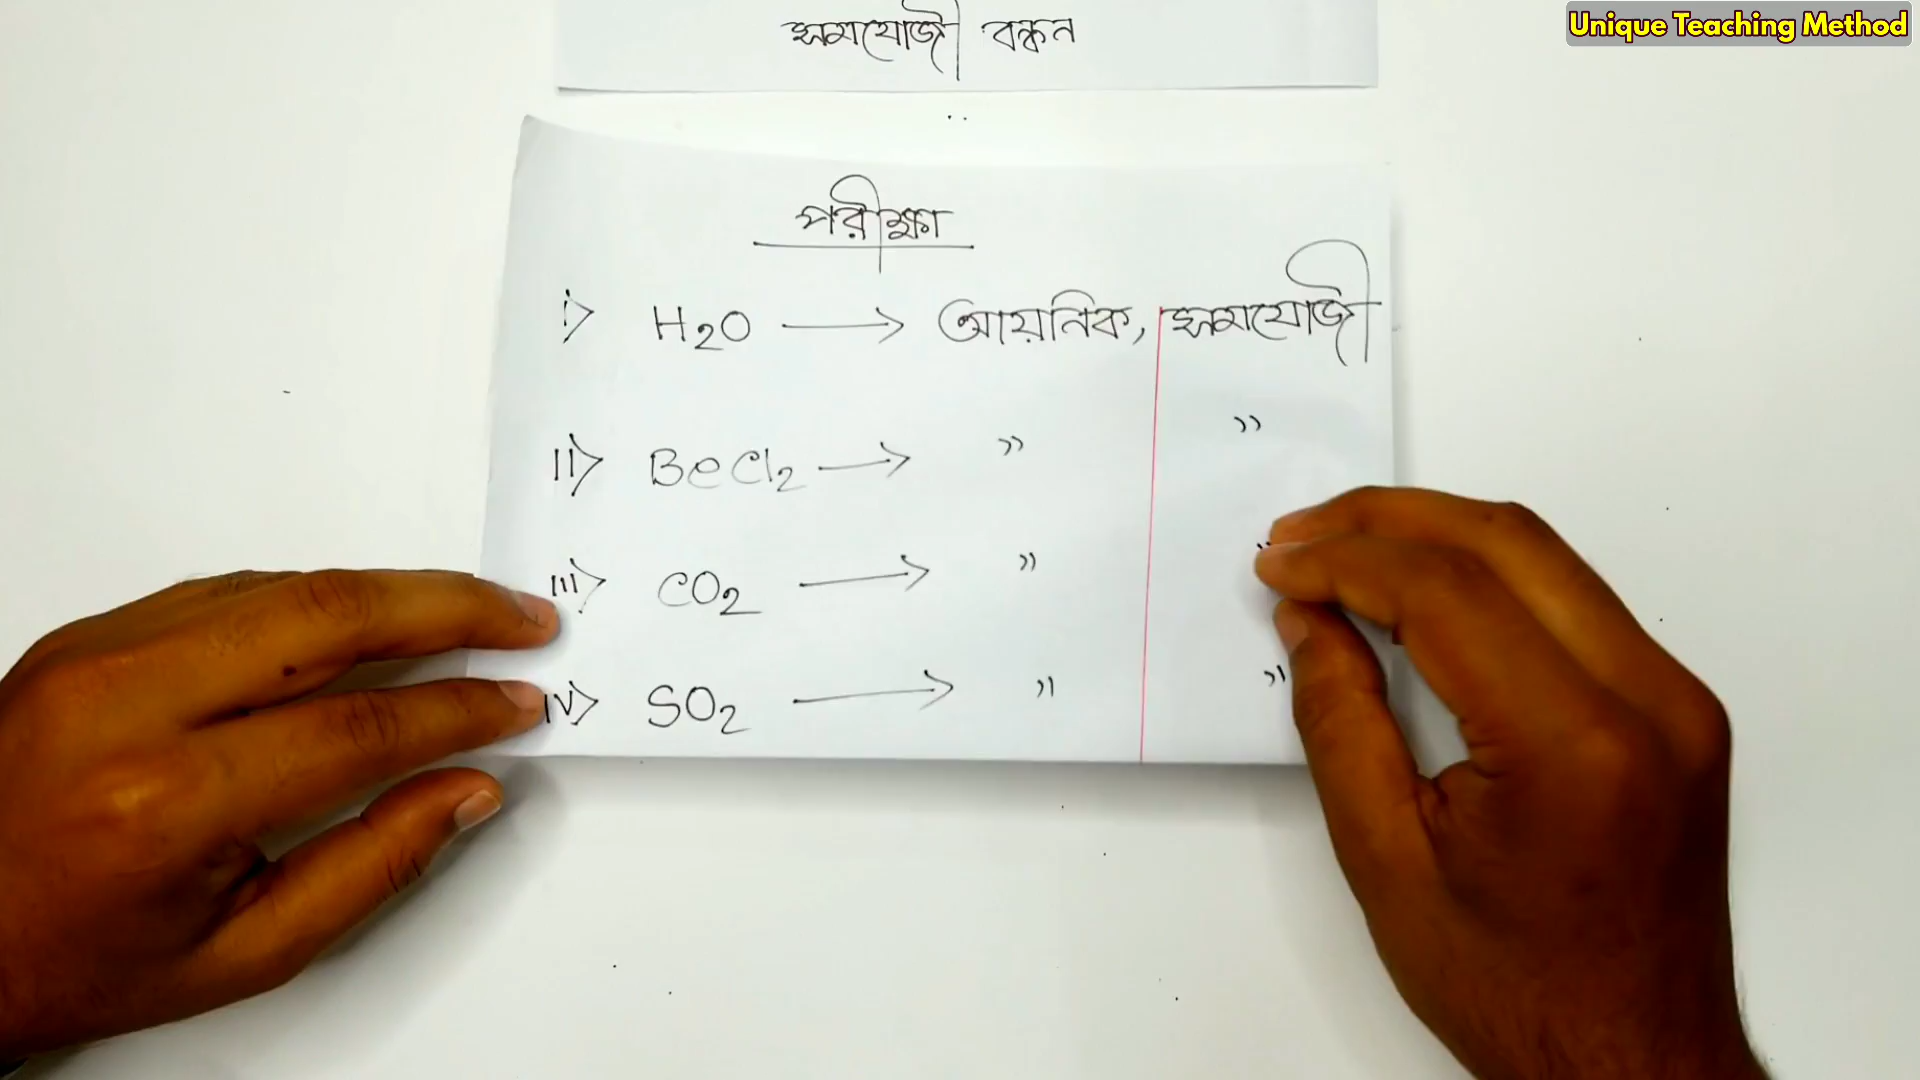 Unique Teaching Method
সমযোজী বন্ধন
পরীক্ষা
i> H2O → আয়নিক, সমযোজী
II> BeCl2 → " "
III> CO2 → " "
IV> SO2 → " "